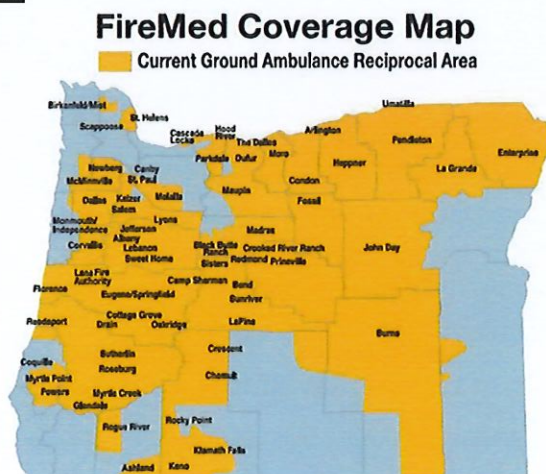 FireMed Coverage Map
Current Ground Ambulance Reciprocal Area
Umatilla
Birkenfeld/Mist
St. Helens
Scappoose
Cascade Locks
Hood River
The Dalles
Arlington
Pendleton
Enterprise
Parkdale
Dufur
Moro
Heppner
La Grande
Newberg
Canby
McMinnville
St. Paul
Condon
Maupin
Dallas
Keizer
Molalla
Salem
Fossil
Monmouth/
Independence
Lyons
Jefferson
Albany
Madras
Corvallis
Lebanon
Sweet Home
Black Butte
Ranch
Crooked River Ranch
John Day
Sisters
Redmond
Prineville
Lane Fire
Authority
Florence
Camp Sherman
Bend
Eugene/Springfield
Sunriver
Reedsport
Cottage Grove
Drain
Oakridge
LaPine
Burns
Sutherlin
Crescent
Coquille
Roseburg
Chemult
Myrtle Point
Powers
Myrtle Creek
Glendale
Rogue River
Rocky Point
Klamath Falls
Ashland
Keno